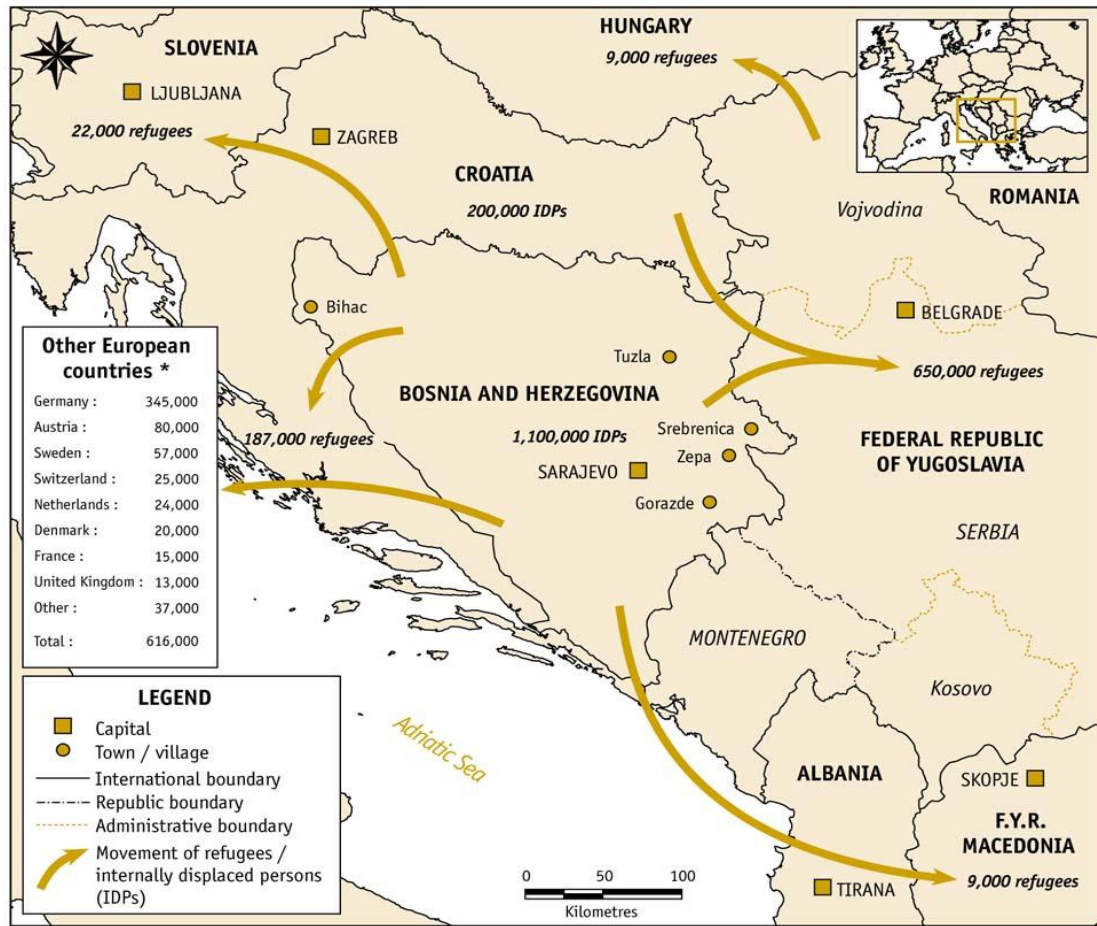 HUNGARY
9,000 refugees
SLOVENIA
LJUBLJANA
22,000 refugees
ZAGREB
CROATIA
200,000 IDPs
Vojvodina
ROMANIA
BELGRADE
650,000 refugees
Bihac
Tuzla
BOSNIA AND HERZEGOVINA
1,100,000 IDPs
187,000 refugees
Srebrenica
Zepa
SARAJEVO
Gorazde
FEDERAL REPUBLIC
OF YUGOSLAVIA
SERBIA
MONTENEGRO
Kosovo
Other European
countries *
Germany : 345,000
Austria : 80,000
Sweden : 57,000
Switzerland : 25,000
Netherlands : 24,000
Denmark : 20,000
France : 15,000
United Kingdom : 13,000
Other : 37,000
Total : 616,000
Adriatic Sea
ALBANIA
TIRANA
SKOPJE
F.Y.R.
MACEDONIA
9,000 refugees
LEGEND
Capital
Town / village
International boundary
Republic boundary
Administrative boundary
Movement of refugees /
internally displaced persons
(IDPs)
0 50 100
Kilometres